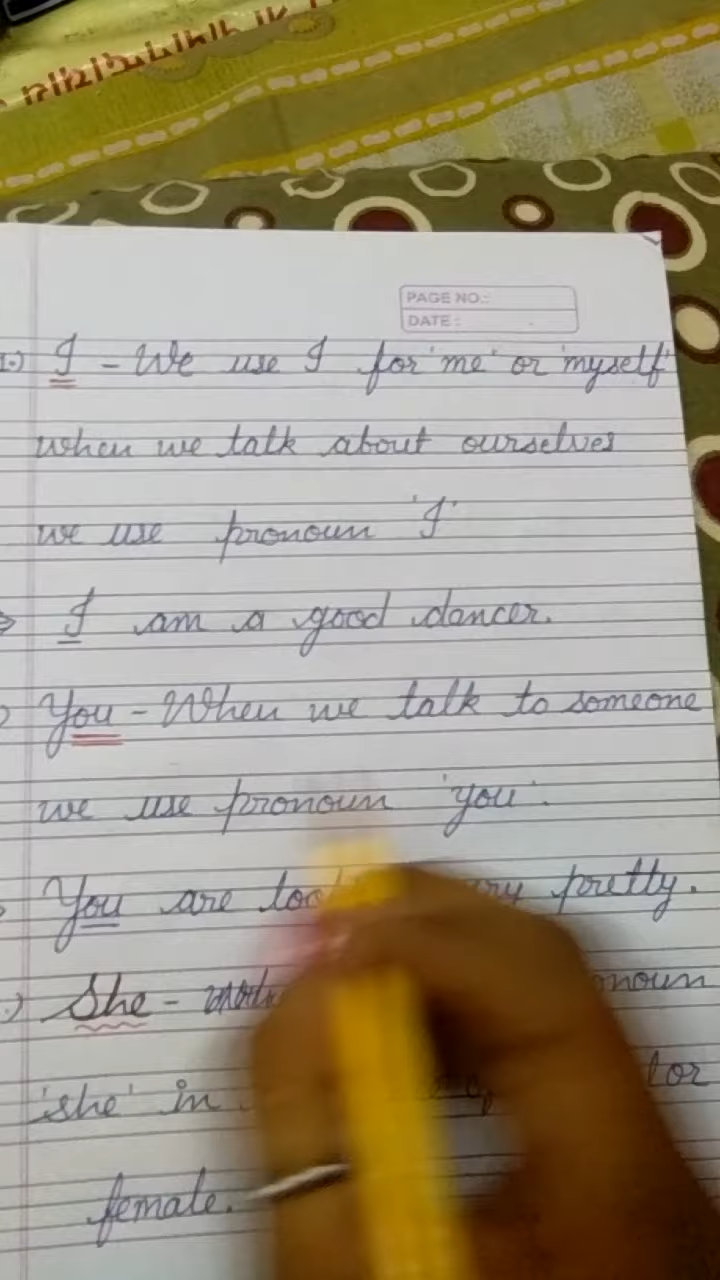 PAGE NO.:
DATE :
1.) I - We use I for 'me' or 'myself'
when we talk about ourselves
we use pronoun 'I'
I am a good dancer.
You - When we talk to someone
we use pronoun 'you'.
You are pretty.
She -
'she' in for
female.